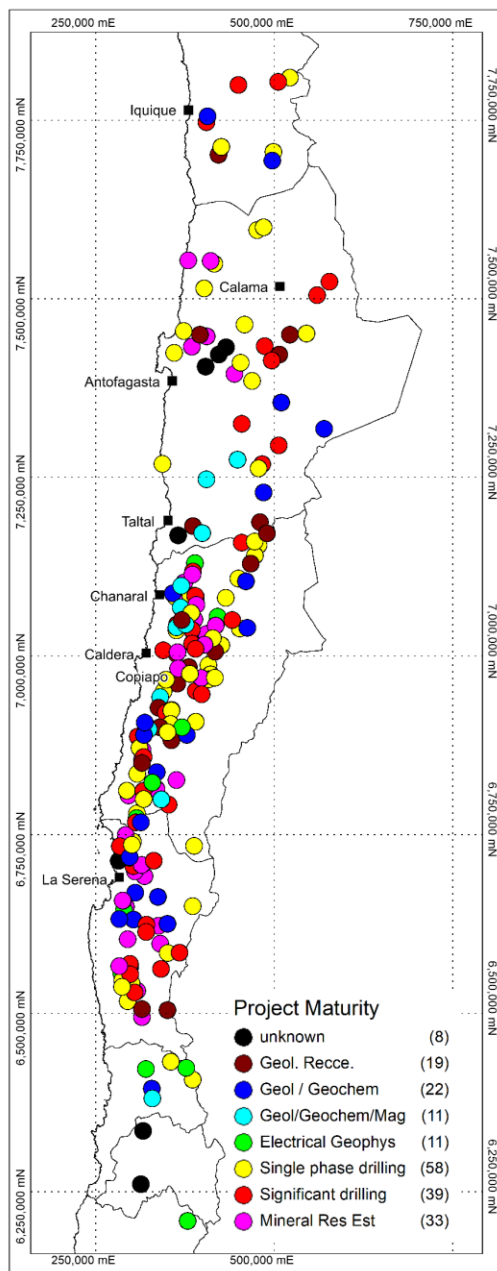 250,000 mE 500,000 mE 750,000 mE
7,750,000 mN
Iquique
7,750,000 mN
7,500,000 mN
Calama
7,500,000 mN
Antofagasta
7,250,000 mN
7,250,000 mN
Taltal
Chanaral
7,000,000 mN
Caldera
7,000,000 mN
Copiapo
6,750,000 mN
6,750,000 mN
La Serena
6,500,000 mN
6,500,000 mN
Project Maturity
unknown (8)
Geol. Recce. (19)
Geol / Geochem (22)
Geol/Geochem/Mag (11)
Electrical Geophys (11)
Single phase drilling (58)
Significant drilling (39)
Mineral Res Est (33)
6,250,000 mN
6,250,000 mN
250,000 mE 500,000 mE 750,000 mE